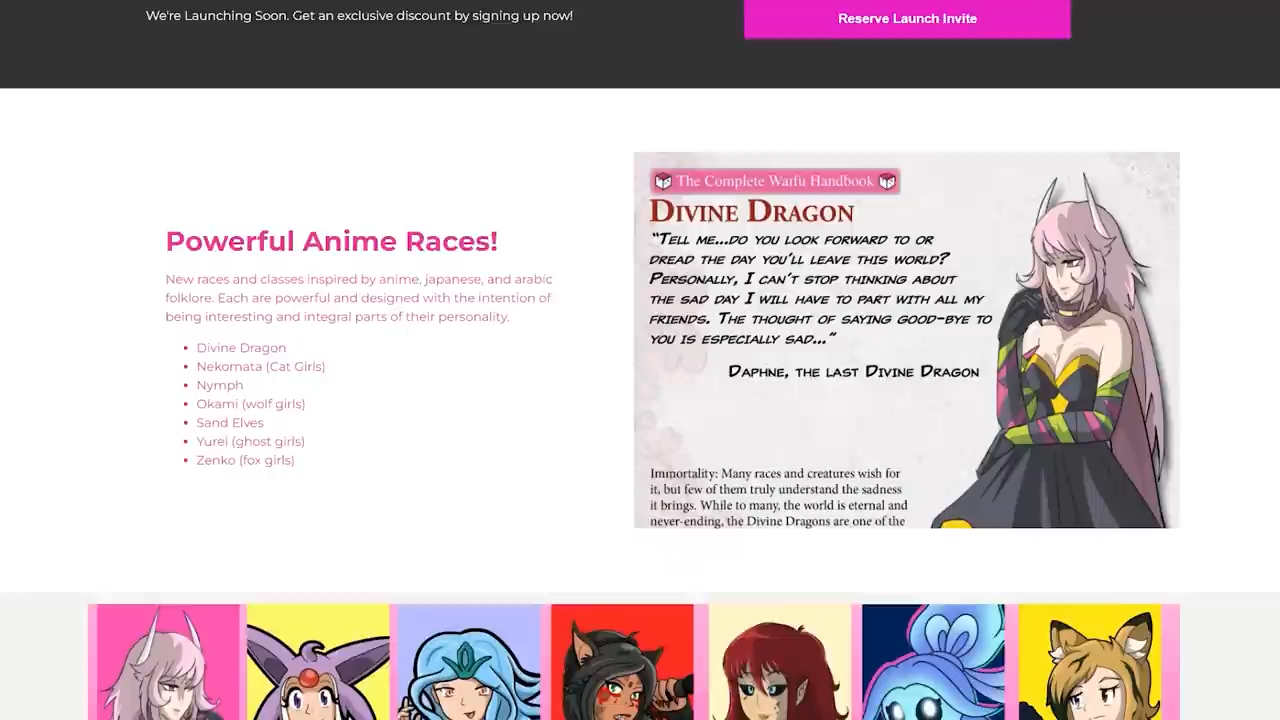 We're Launching Soon. Get an exclusive discount by signing up now!
Reserve Launch Invite
Powerful Anime Races!
New races and classes inspired by anime, japanese, and arabic
folklore. Each are powerful and designed with the intention of
being interesting and integral parts of their personality.
Divine Dragon
Nekomata (Cat Girls)
Nymph
Okami (wolf girls)
Sand Elves
Yurei (ghost girls)
Zenko (fox girls)
The Complete Waifu Handbook
DIVINE DRAGON
"TELL ME...DO YOU LOOK FORWARD TO OR
DREAD THE DAY YOU'LL LEAVE THIS WORLD?
PERSONALLY, I CAN'T STOP THINKING ABOUT
THE SAD DAY I WILL HAVE TO PART WITH ALL MY
FRIENDS. THE THOUGHT OF SAYING GOOD-BYE TO
YOU IS ESPECIALLY SAD..."
DAPHNE, THE LAST DIVINE DRAGON
Immortality: Many races and creatures wish for
it, but few of them truly understand the sadness
it brings. While to many, the world is eternal and
never-ending, the Divine Dragons are one of the